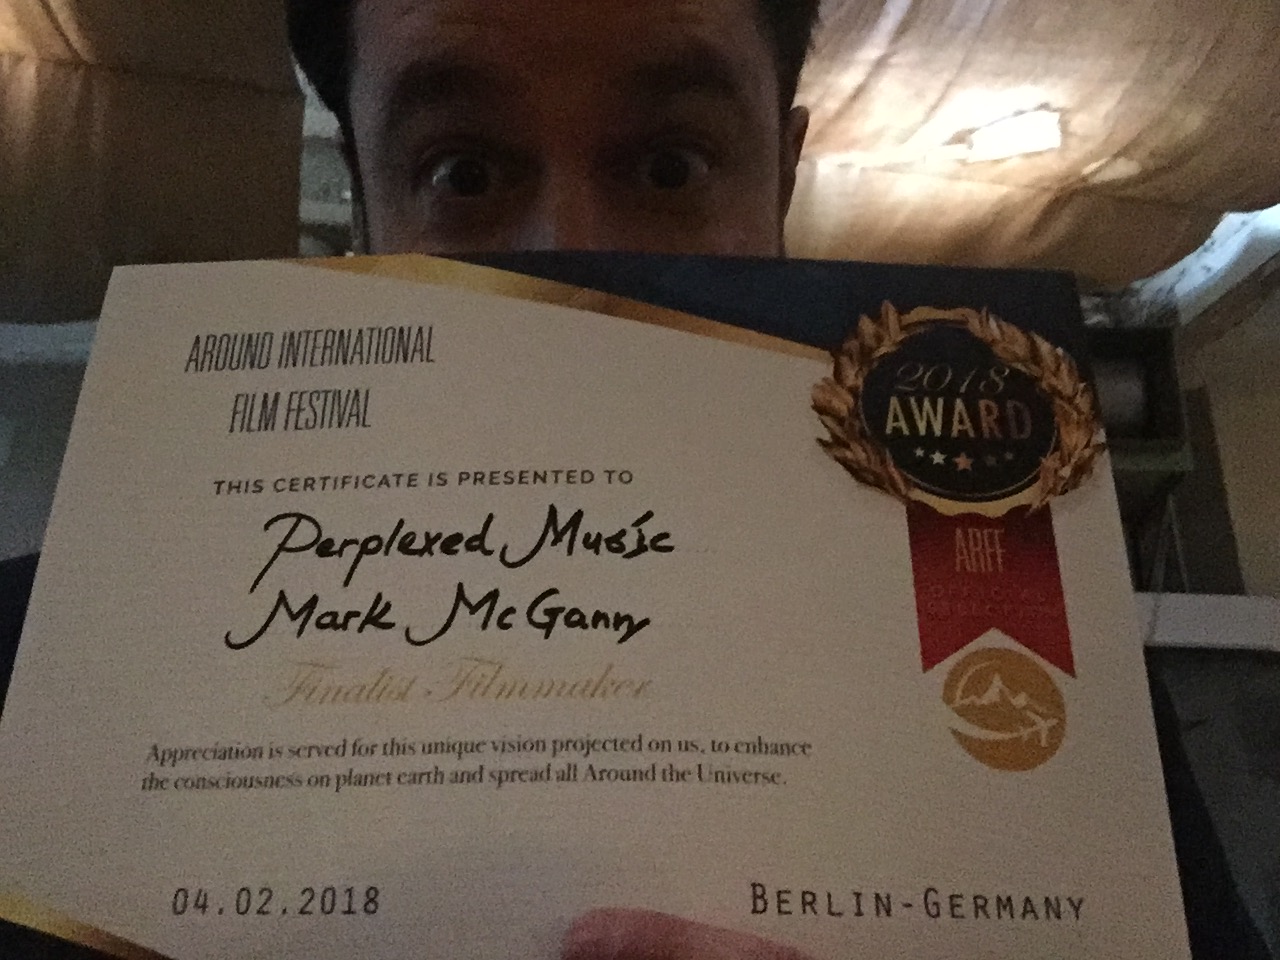 AROUND INTERNATIONAL
FILM FESTIVAL
2018
AWARD
THIS CERTIFICATE IS PRESENTED TO
Perplexed Music
Mark McGann
ARFF
OFFICIAL
SELECTION
Finalist Filmmaker
Appreciation is served for this unique vision projected on us, to enhance
the consciousness on planet earth and spread all Around the Universe.
04.02.2018
BERLIN-GERMANY